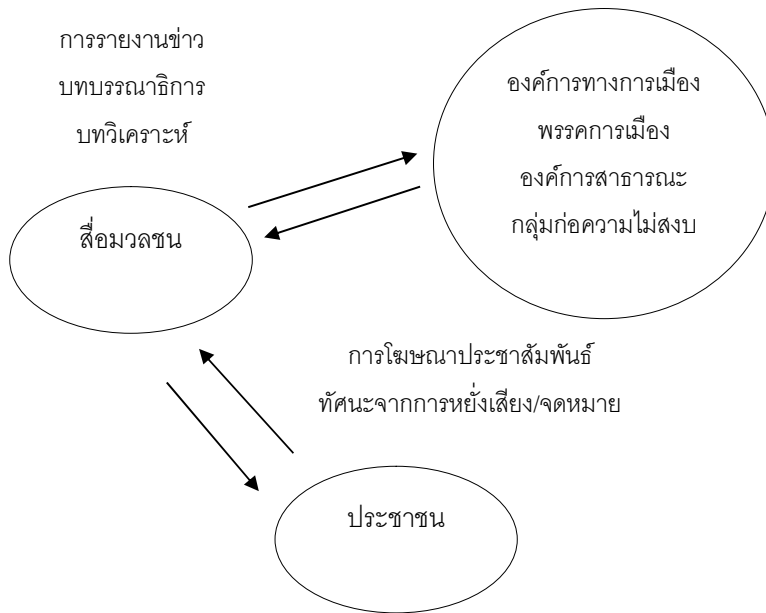 การรายงานข่าว
บทบรรณาธิการ
บทวิเคราะห์
องค์การทางการเมือง
พรรคการเมือง
องค์การสาธารณะ
กลุ่มก่อความไม่สงบ
สื่อมวลชน
การโฆษณาประชาสัมพันธ์
ทัศนะจากการหยั่งเสียง/จดหมาย
ประชาชน